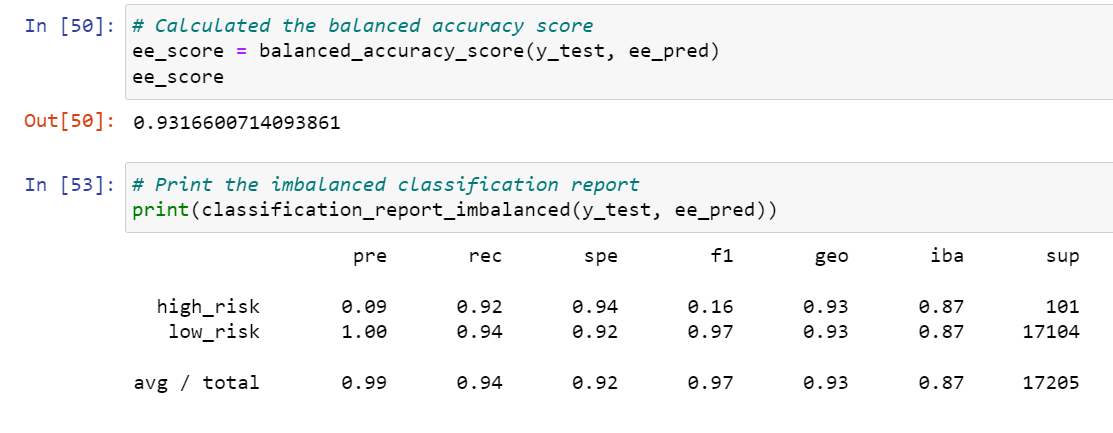 In [50]: # Calculated the balanced accuracy score
ee_score = balanced_accuracy_score(y_test, ee_pred)
ee_score
Out[50]: 0.9316600714093861
In [53]: # Print the imbalanced classification report
print(classification_report_imbalanced(y_test, ee_pred))
pre rec spe f1 geo iba sup
high_risk 0.09 0.92 0.94 0.16 0.93 0.87 101
low_risk 1.00 0.94 0.92 0.97 0.93 0.87 17104
avg / total 0.99 0.94 0.92 0.97 0.93 0.87 17205